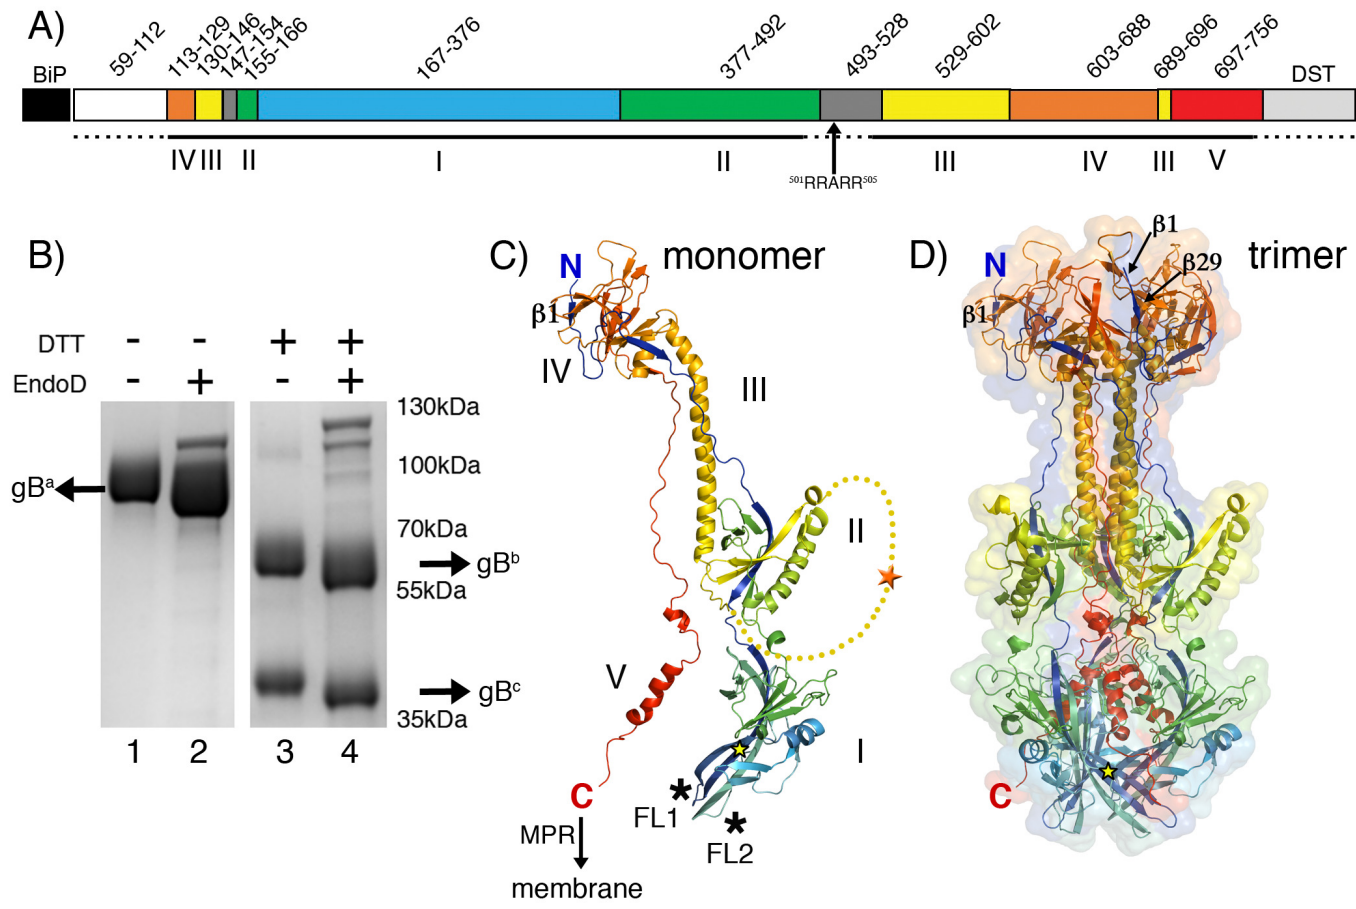 A)
BiP
59-112
113-129
130-146
147-154
155-166
167-376
377-492
493-528
529-602
603-688
689-696
697-756
DST
IV III II I II III IV III V
⁵⁰¹RRARR⁵⁰⁵
B)
DTT - - + +
EndoD - + - +
130kDa
100kDa
70kDa
55kDa
35kDa
gBᵃ
gBᵇ
gBᶜ
1 2 3 4
C) monomer
N
β1
IV
III
II
V
I
C
FL1
FL2
MPR
membrane
D) trimer
N
β1
β29
β1
C